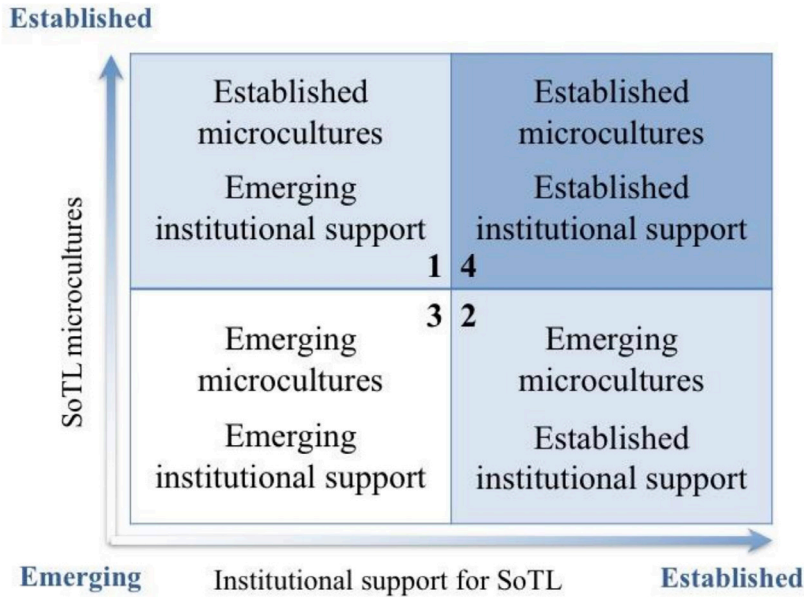 Established
Established
microcultures
Emerging
institutional support
1
Established
microcultures
Established
institutional support
4
3
Emerging
microcultures
Emerging
institutional support
2
Emerging
microcultures
Established
institutional support
SoTL microcultures
Emerging
Institutional support for SoTL
Established